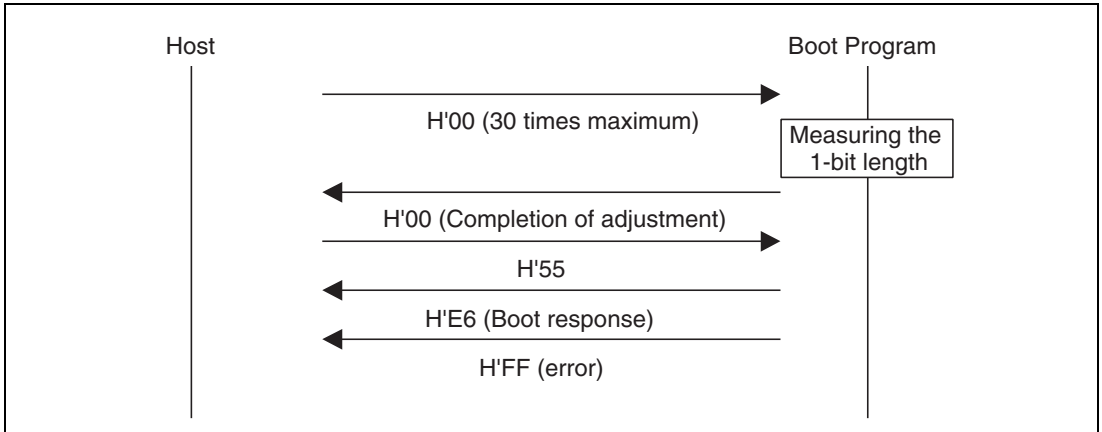 Host
Boot Program
H'00 (30 times maximum)
Measuring the
1-bit length
H'00 (Completion of adjustment)
H'55
H'E6 (Boot response)
H'FF (error)